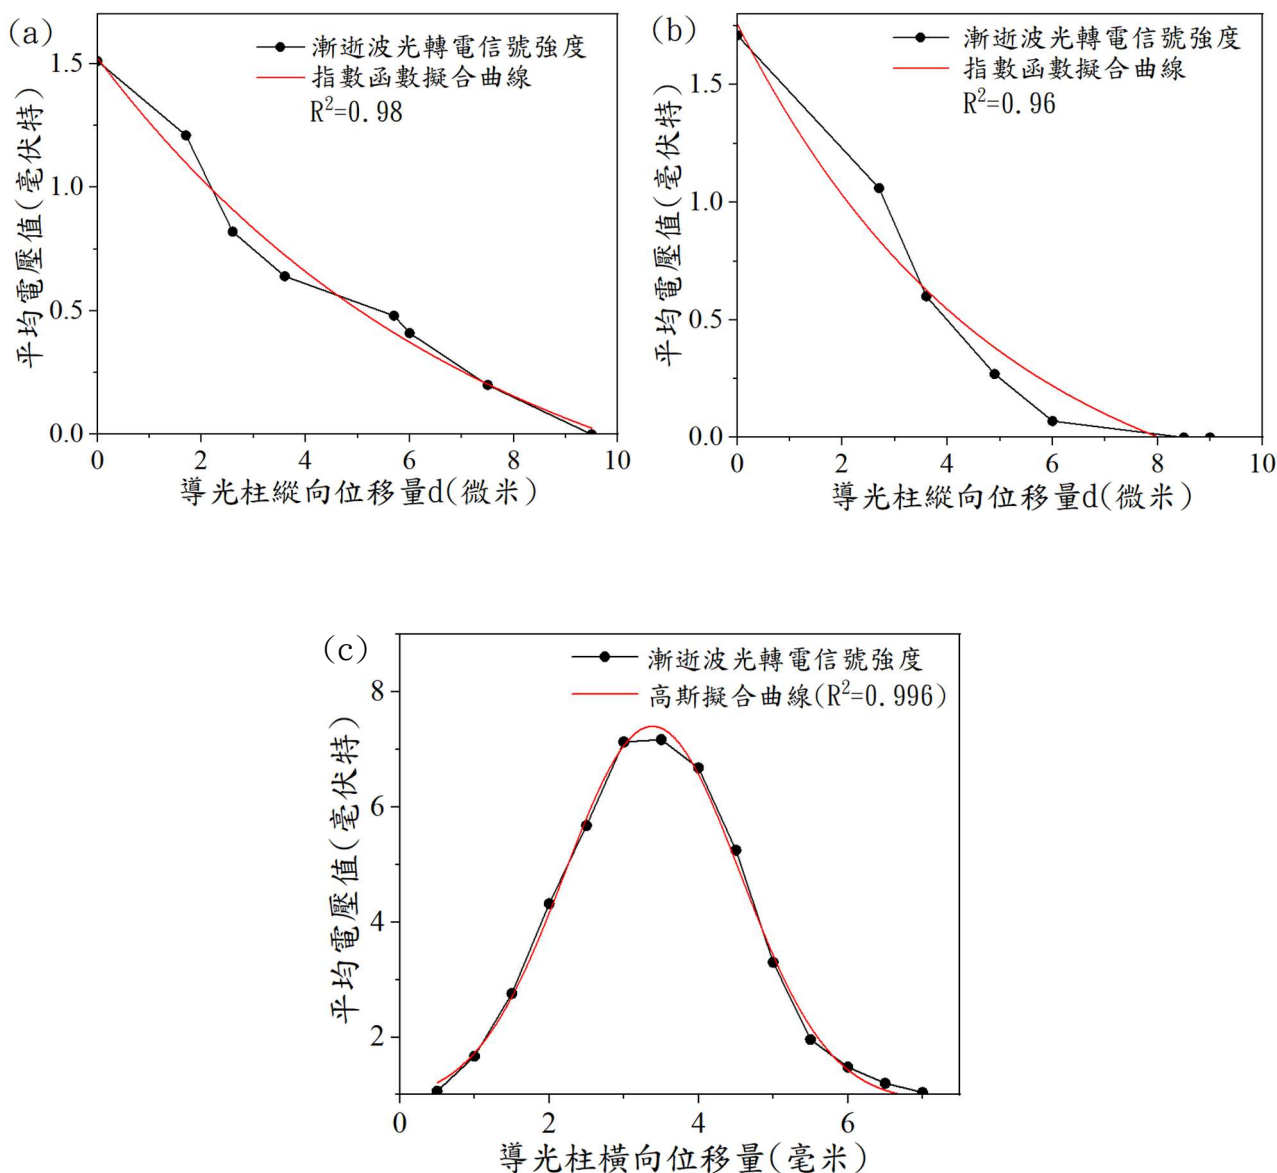 (a)
漸逝波光轉電信號強度
指數函數擬合曲線
R²=0.98
平均電壓值(毫伏特)
1.5
1.0
0.5
0.0
0 2 4 6 8 10
導光柱縱向位移量d(微米)
(b)
漸逝波光轉電信號強度
指數函數擬合曲線
R²=0.96
平均電壓值(毫伏特)
1.5
1.0
0.5
0.0
0 2 4 6 8 10
導光柱縱向位移量d(微米)
(c)
漸逝波光轉電信號強度
高斯擬合曲線(R²=0.996)
平均電壓值(毫伏特)
8
6
4
2
0 2 4 6
導光柱橫向位移量(毫米)